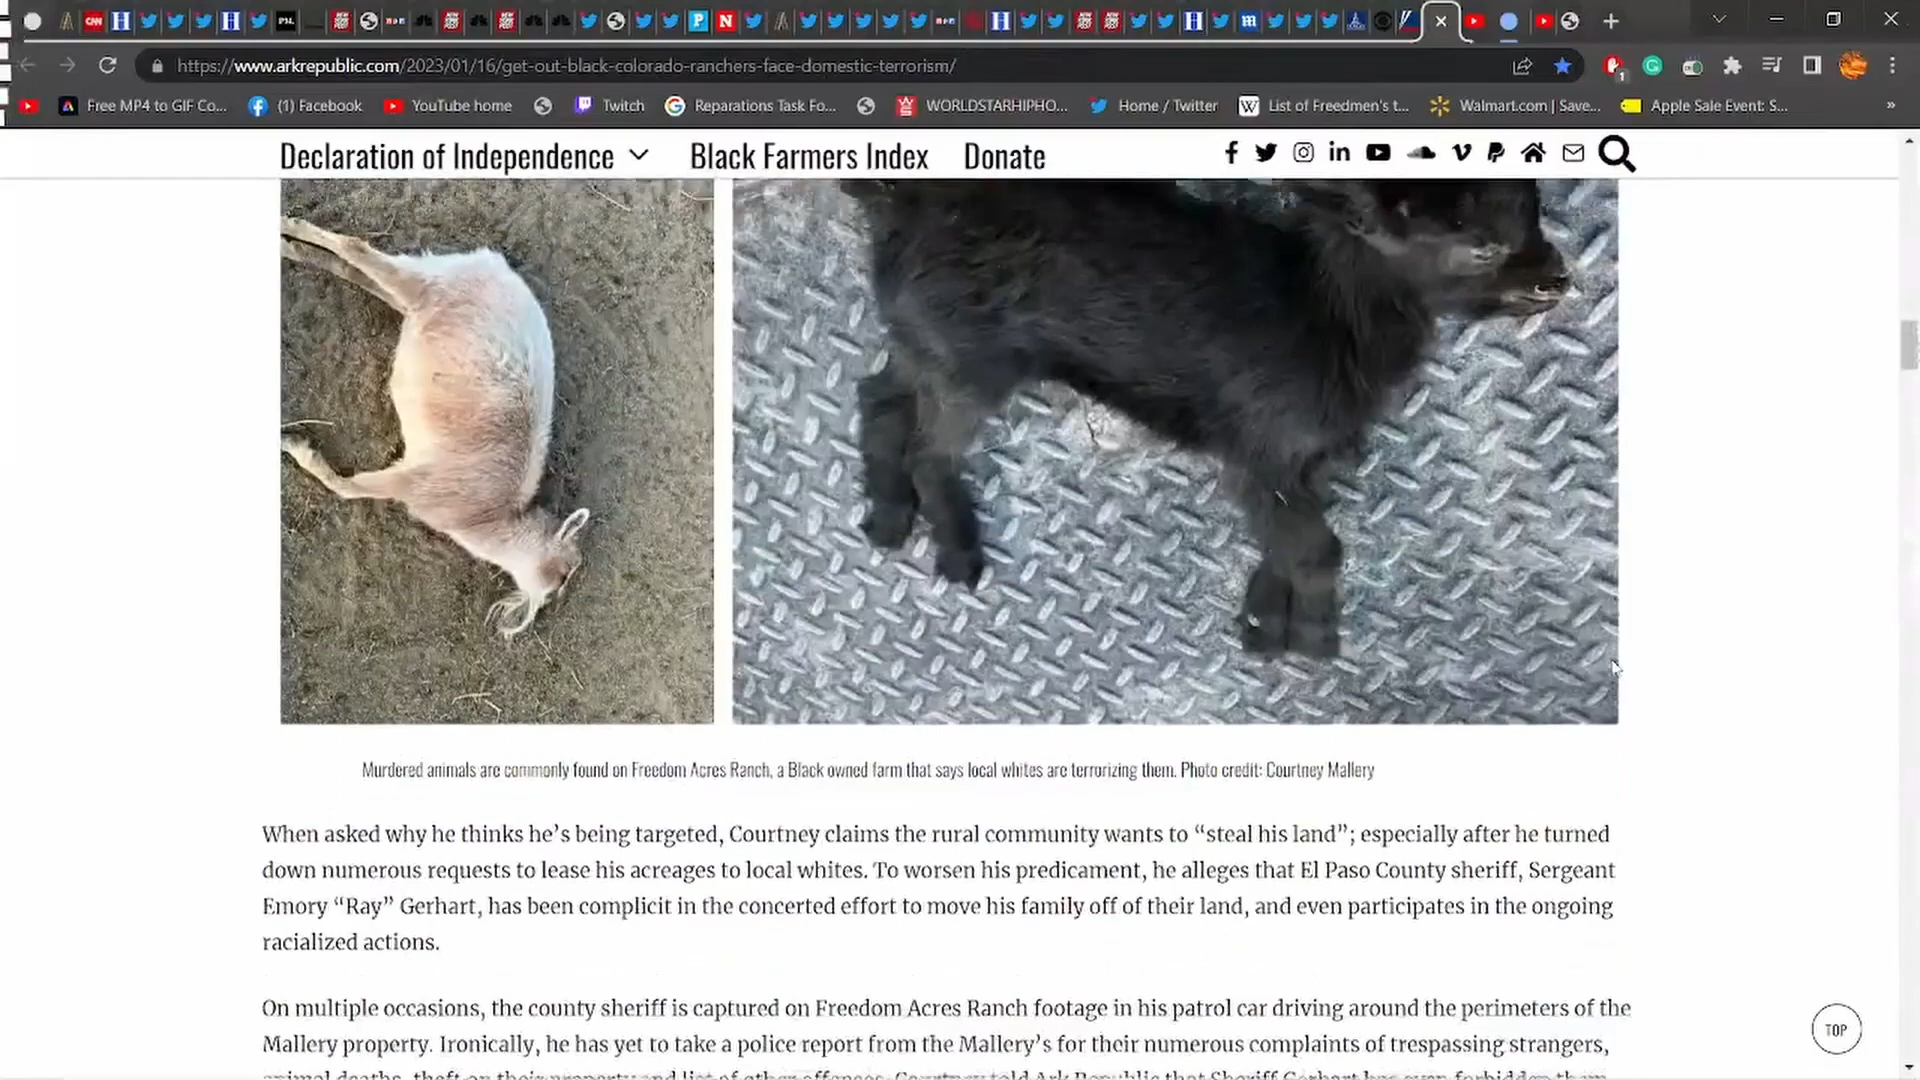 CNN
https://www.arkrepublic.com/2023/01/16/get-out-black-colorado-ranchers-face-domestic-terrorism/
Free MP4 to GIF Co...
(1) Facebook
YouTube home
Twitch
Reparations Task Fo...
WORLDSTARHIPHO...
Home / Twitter
List of Freedmen's t...
Walmart.com | Save...
Apple Sale Event: S...
Declaration of Independence
Black Farmers Index
Donate
Murdered animals are commonly found on Freedom Acres Ranch, a Black owned farm that says local whites are terrorizing them. Photo credit: Courtney Mallery
When asked why he thinks he’s being targeted, Courtney claims the rural community wants to “steal his land”; especially after he turned
down numerous requests to lease his acreages to local whites. To worsen his predicament, he alleges that El Paso County sheriff, Sergeant
Emory “Ray” Gerhart, has been complicit in the concerted effort to move his family off of their land, and even participates in the ongoing
racialized actions.
On multiple occasions, the county sheriff is captured on Freedom Acres Ranch footage in his patrol car driving around the perimeters of the
Mallery property. Ironically, he has yet to take a police report from the Mallery’s for their numerous complaints of trespassing strangers,
TOP